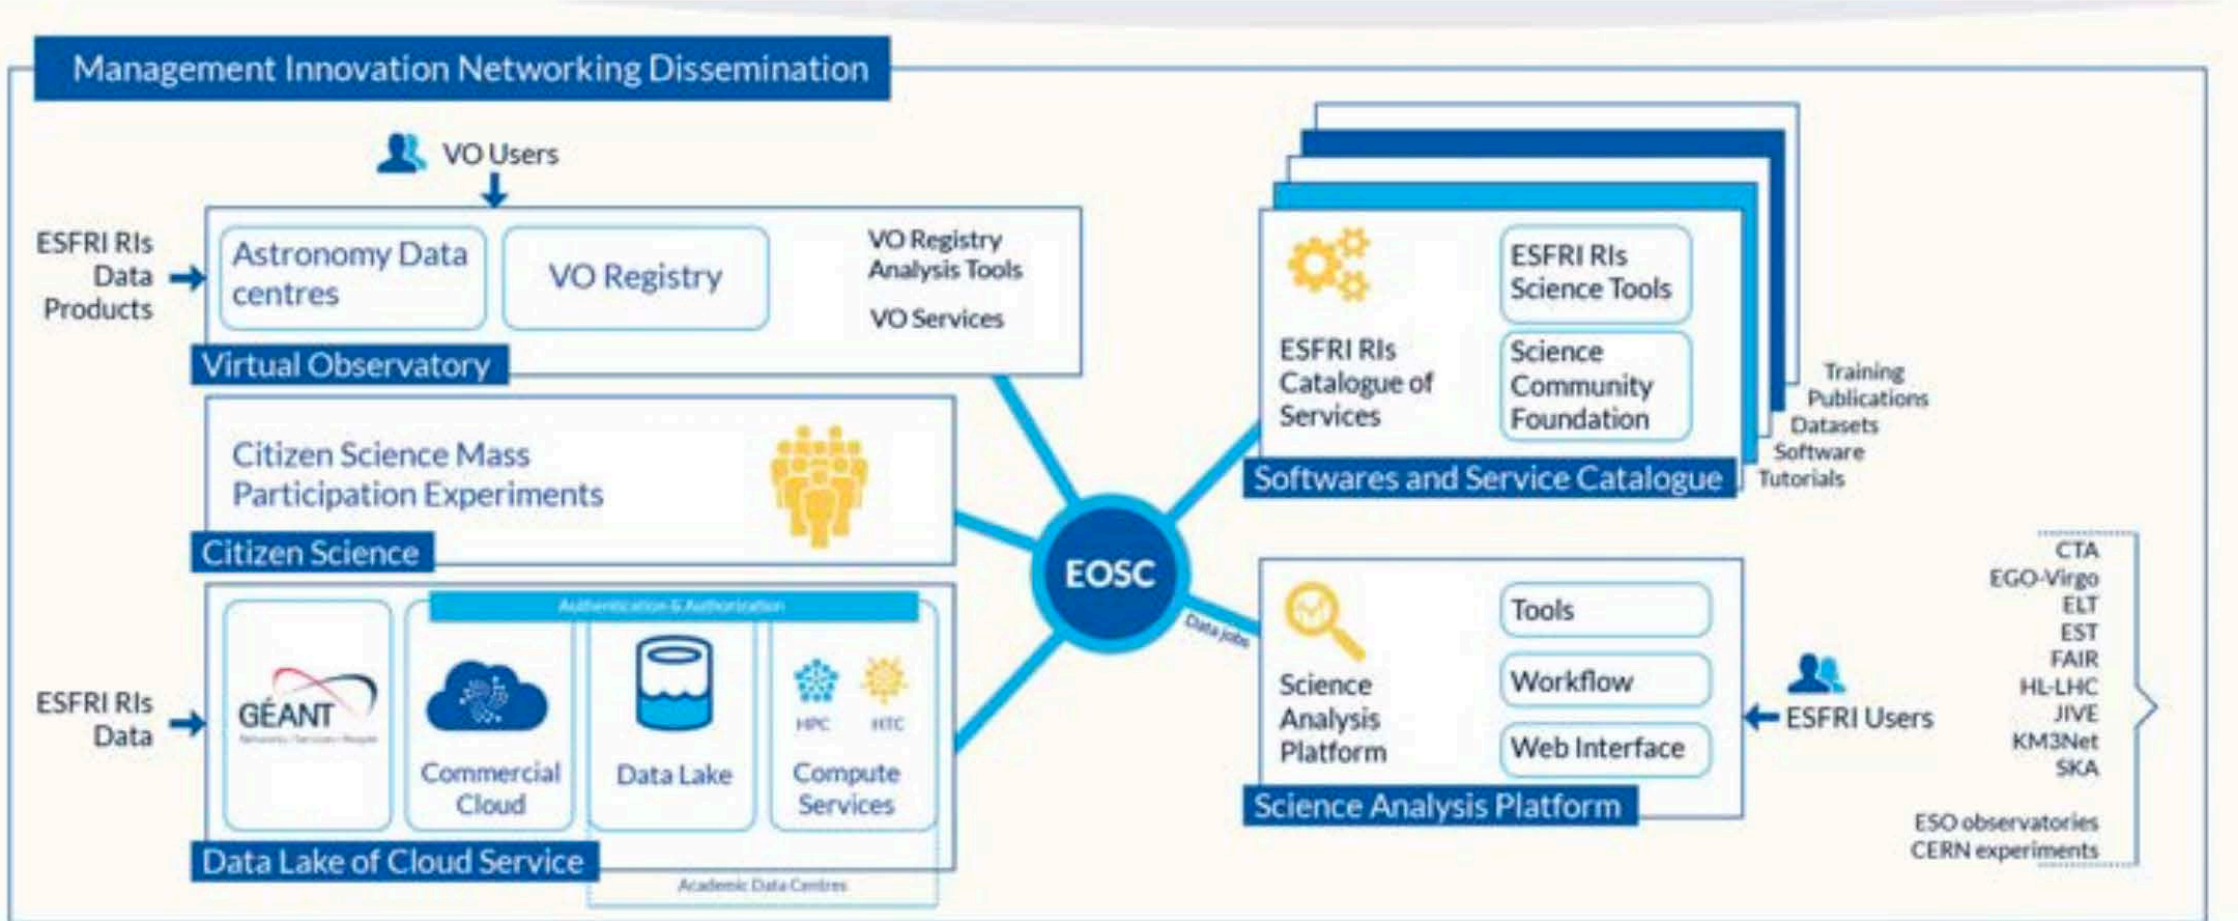 Management Innovation Networking Dissemination
VO Users
ESFRI RIs
Data
Products
Astronomy Data
centres
VO Registry
VO Registry
Analysis Tools
VO Services
Virtual Observatory
Citizen Science Mass
Participation Experiments
Citizen Science
ESFRI RIs
Data
Authentication & Authorization
GÉANT
Networks · Services · People
Commercial
Cloud
Data Lake
HPC
HTC
Compute
Services
Data Lake of Cloud Service
Academic Data Centres
EOSC
Data jobs
ESFRI RIs
Catalogue of
Services
ESFRI RIs
Science Tools
Science
Community
Foundation
Softwares and Service Catalogue
Training
Publications
Datasets
Software
Tutorials
Science
Analysis
Platform
Tools
Workflow
Web Interface
Science Analysis Platform
ESFRI Users
CTA
EGO-Virgo
ELT
EST
FAIR
HL-LHC
JIVE
KM3Net
SKA
ESO observatories
CERN experiments